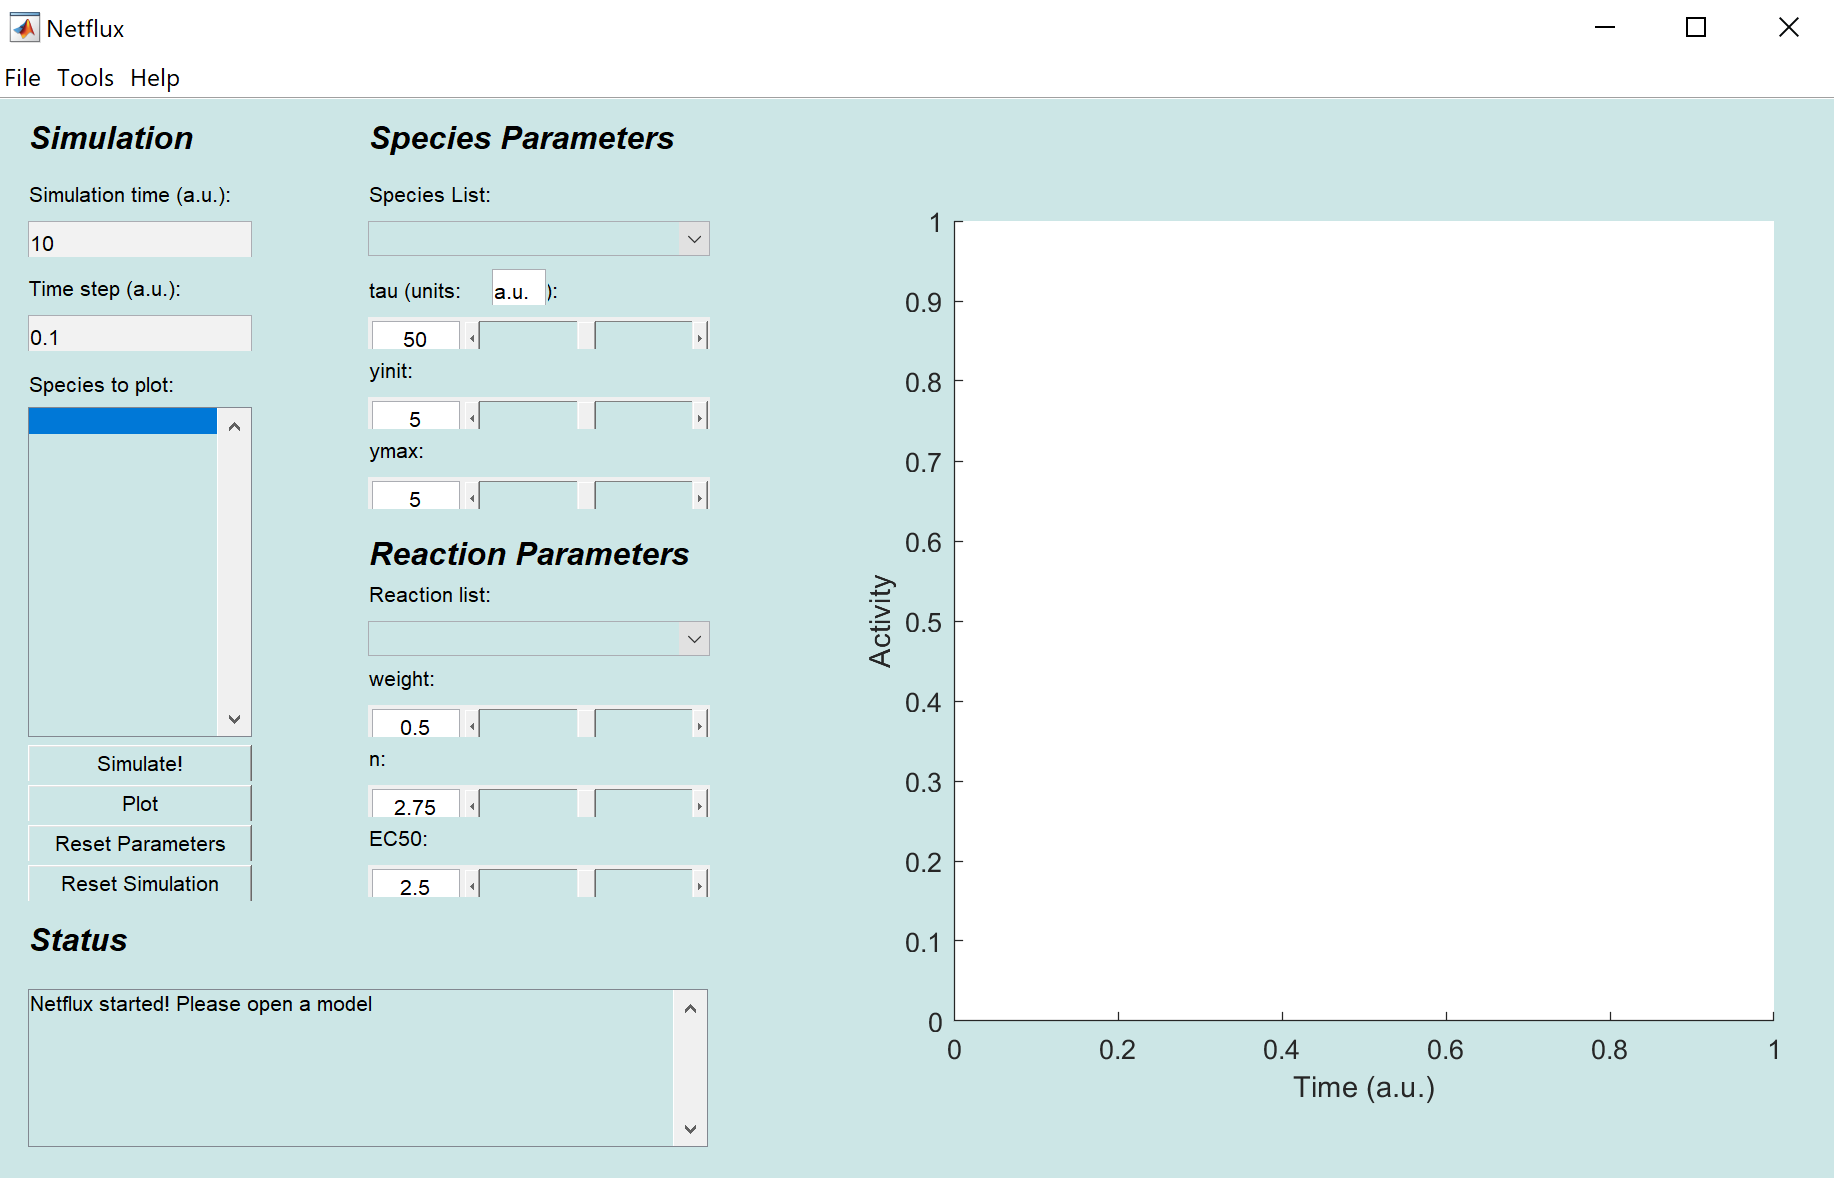 Netflux
File Tools Help
Simulation
Simulation time (a.u.):
10
Time step (a.u.):
0.1
Species to plot:
Simulate!
Plot
Reset Parameters
Reset Simulation
Status
Netflux started! Please open a model
Species Parameters
Species List:
tau (units: a.u. ):
50
yinit:
5
ymax:
5
Reaction Parameters
Reaction list:
weight:
0.5
n:
2.75
EC50:
2.5
Activity
1
0.9
0.8
0.7
0.6
0.5
0.4
0.3
0.2
0.1
0
0 0.2 0.4 0.6 0.8 1
Time (a.u.)